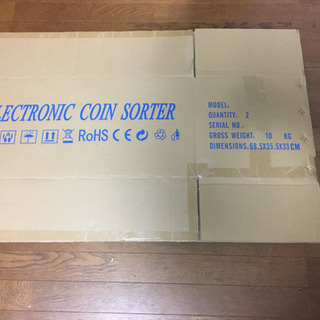 LECTRONIC COIN SORTER
RoHS CE
MODEL:
QUANTITY: 2
SERIAL NO.:
GROSS WEIGHT: 10 KG
DIMENSIONS: 68.5X35.5X33CM